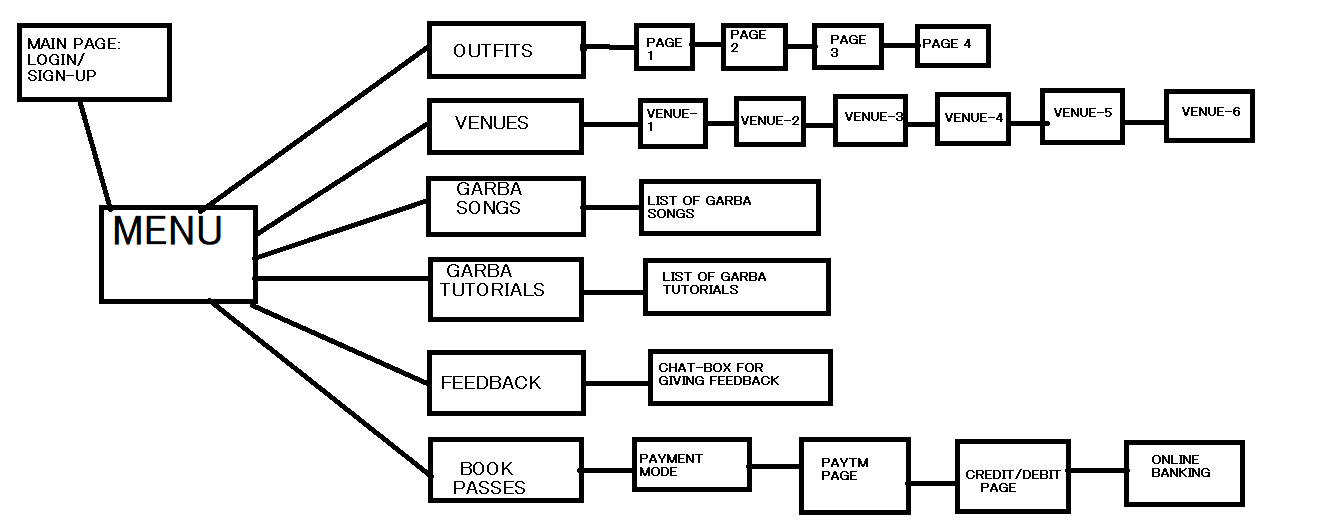 MAIN PAGE:
LOGIN/
SIGN-UP
MENU
OUTFITS
PAGE
1
PAGE
2
PAGE
3
PAGE 4
VENUES
VENUE-
1
VENUE-2
VENUE-3
VENUE-4
VENUE-5
VENUE-6
GARBA
SONGS
LIST OF GARBA
SONGS
GARBA
TUTORIALS
LIST OF GARBA
TUTORIALS
FEEDBACK
CHAT-BOX FOR
GIVING FEEDBACK
BOOK
PASSES
PAYMENT
MODE
PAYTM
PAGE
CREDIT/DEBIT
PAGE
ONLINE
BANKING